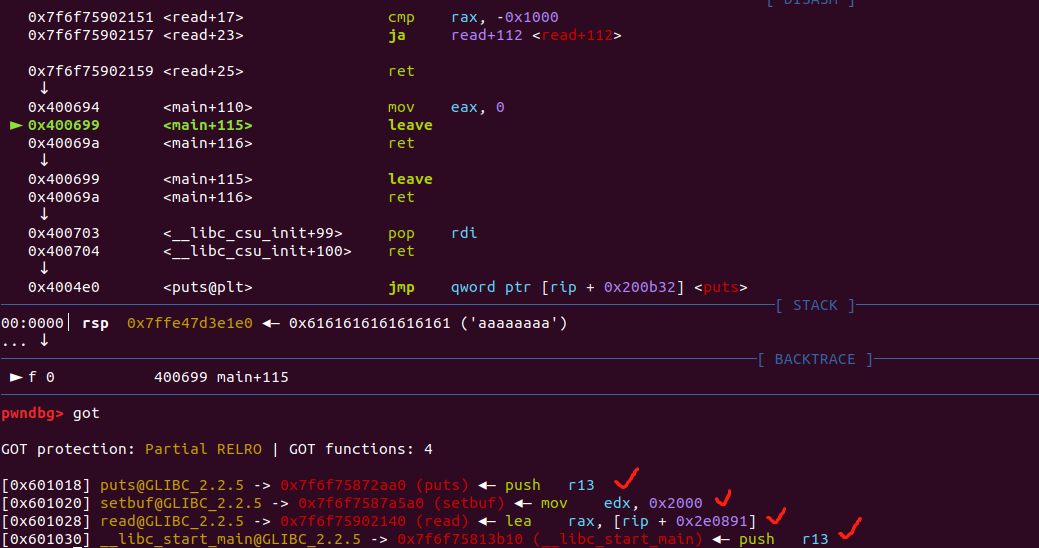 [ DISASM ]
0x7f6f75902151 <read+17> cmp rax, -0x1000
0x7f6f75902157 <read+23> ja read+112 <read+112>
0x7f6f75902159 <read+25> ret
↓
0x400694 <main+110> mov eax, 0
► 0x400699 <main+115> leave
0x40069a <main+116> ret
↓
0x400699 <main+115> leave
0x40069a <main+116> ret
↓
0x400703 <__libc_csu_init+99> pop rdi
0x400704 <__libc_csu_init+100> ret
↓
0x4004e0 <puts@plt> jmp qword ptr [rip + 0x200b32] <puts>
[ STACK ]
00:0000│ rsp 0x7ffe47d3e1e0 ◂— 0x6161616161616161 ('aaaaaaaa')
... ↓
[ BACKTRACE ]
► f 0 400699 main+115
pwndbg> got
GOT protection: Partial RELRO | GOT functions: 4
[0x601018] puts@GLIBC_2.2.5 -> 0x7f6f75872aa0 (puts) ◂— push r13
[0x601020] setbuf@GLIBC_2.2.5 -> 0x7f6f7587a5a0 (setbuf) ◂— mov edx, 0x2000
[0x601028] read@GLIBC_2.2.5 -> 0x7f6f75902140 (read) ◂— lea rax, [rip + 0x2e0891]
[0x601030] __libc_start_main@GLIBC_2.2.5 -> 0x7f6f75813b10 (__libc_start_main) ◂— push r13